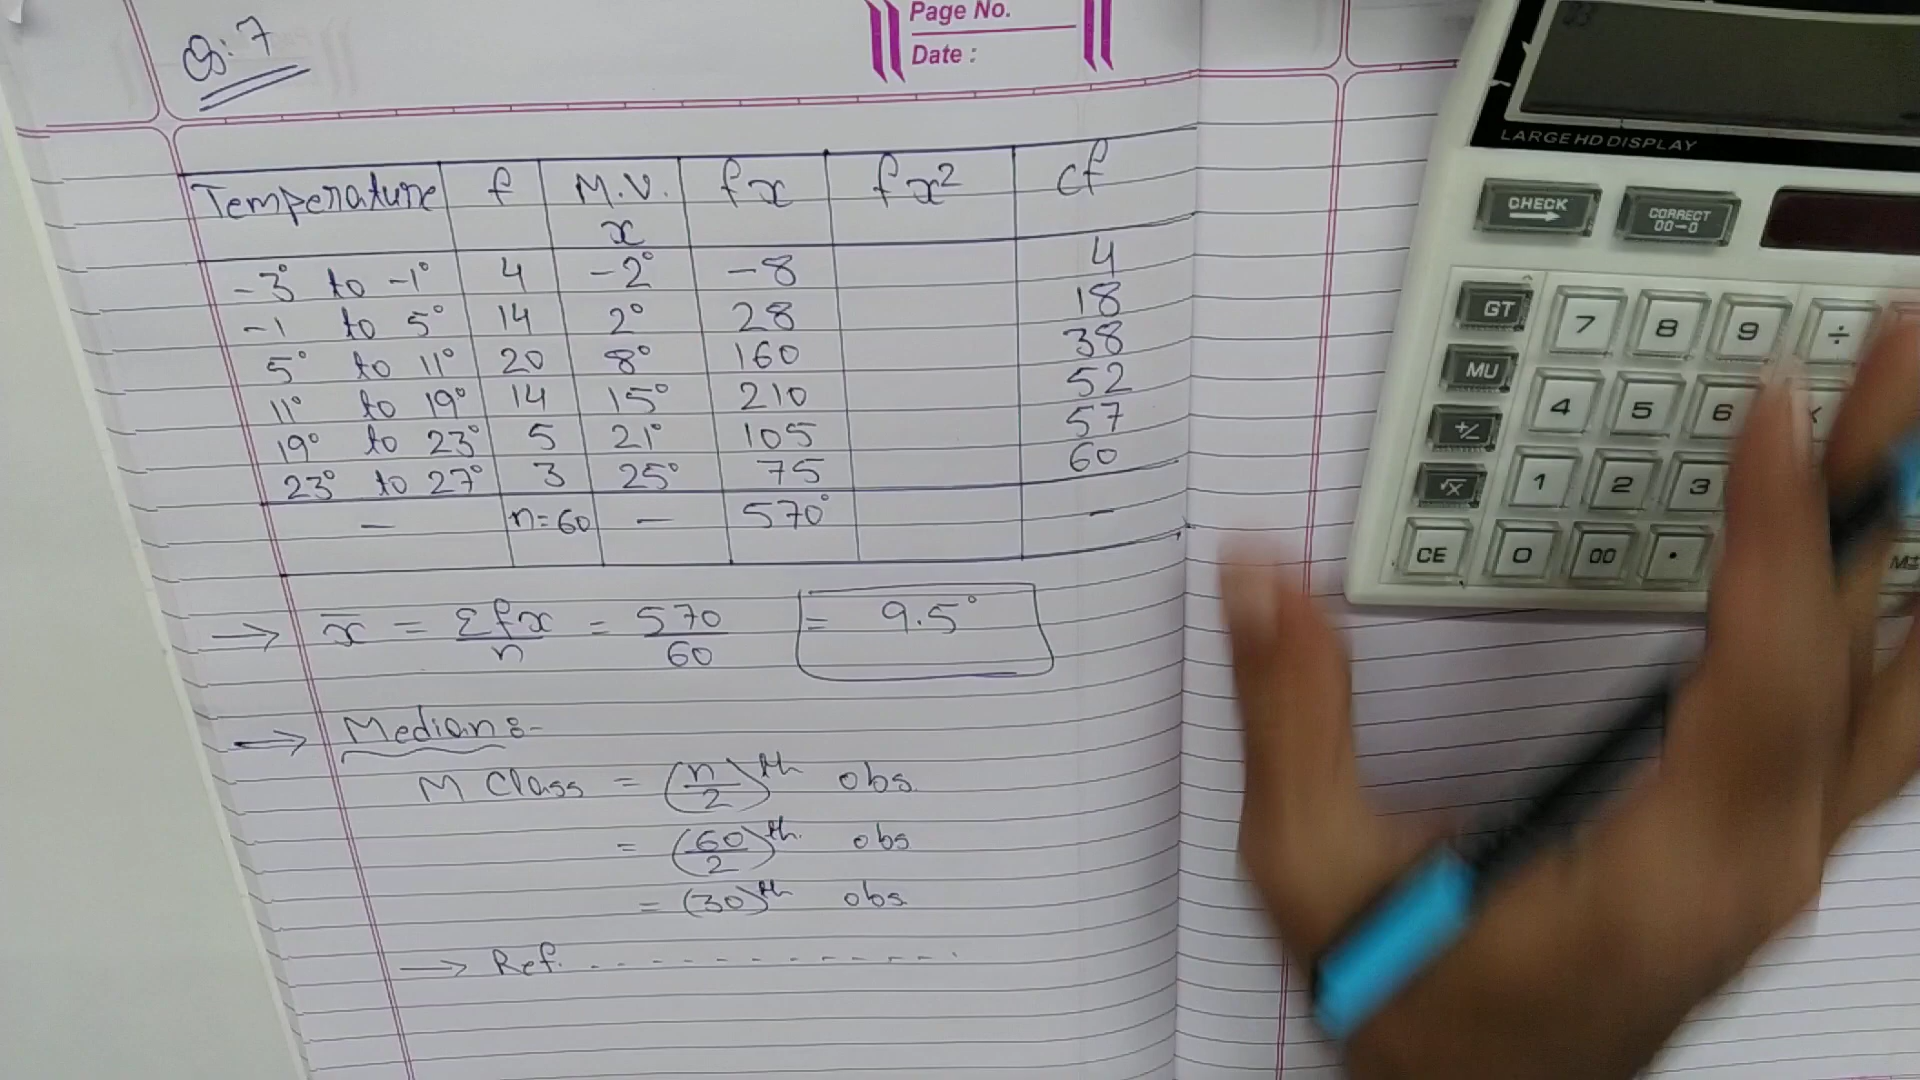 Q:7
Page No.
Date :
Temperature f M.V. x fx fx² cf
-3° to -1° 4 -2° -8 4
-1 to 5° 14 2° 28 18
5° to 11° 20 8° 160 38
11° to 19° 14 15° 210 52
19° to 23° 5 21° 105 57
23° to 27° 3 25° 75 60
— n=60 — 570° —
→ x̄ = Σfx/n = 570/60 = 9.5°
→ Median :-
M Class = (n/2)th obs.
= (60/2)th. obs
= (30)th obs.
→ Ref. - - - - - - - - - - - - .
LARGE HD DISPLAY
CHECK → CORRECT 00→0
GT 7 8 9 ÷
MU 4 5 6 X
+/- 1 2 3
√x
CE 0 00 • M±